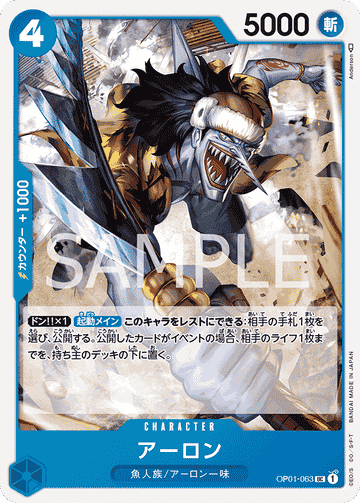 4
5000
斬
Anderson
カウンター +1000
SAMPLE
ドン!!×1 起動メイン このキャラをレストにできる:相手の手札1枚を
選び、公開する。公開したカードがイベントの場合、相手のライフ1枚ま
でを、持ち主のデッキの下に置く。
CHARACTER
アーロン
魚人族/アーロン一味
OP01-063 UC 1
BANDAI MADE IN JAPAN
©E.O./S. ©O.../S・F・T